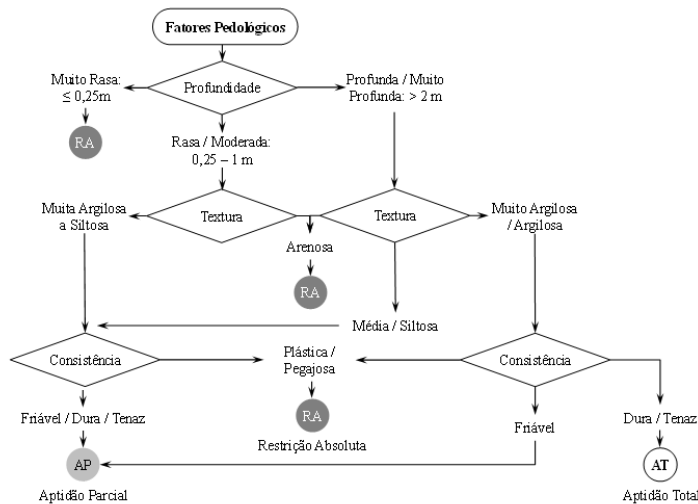 Fatores Pedológicos
Muito Rasa:
≤ 0,25m
Profundidade
Profunda / Muito
Profunda: > 2 m
RA
Rasa / Moderada:
0,25 – 1 m
Muita Argilosa
a Siltosa
Textura
Textura
Muito Argilosa
/ Argilosa
Arenosa
RA
Média / Siltosa
Consistência
Plástica /
Pegajosa
Consistência
Friável / Dura / Tenaz
RA
Friável
Dura / Tenaz
Restrição Absoluta
AP
AT
Aptidão Parcial
Aptidão Total